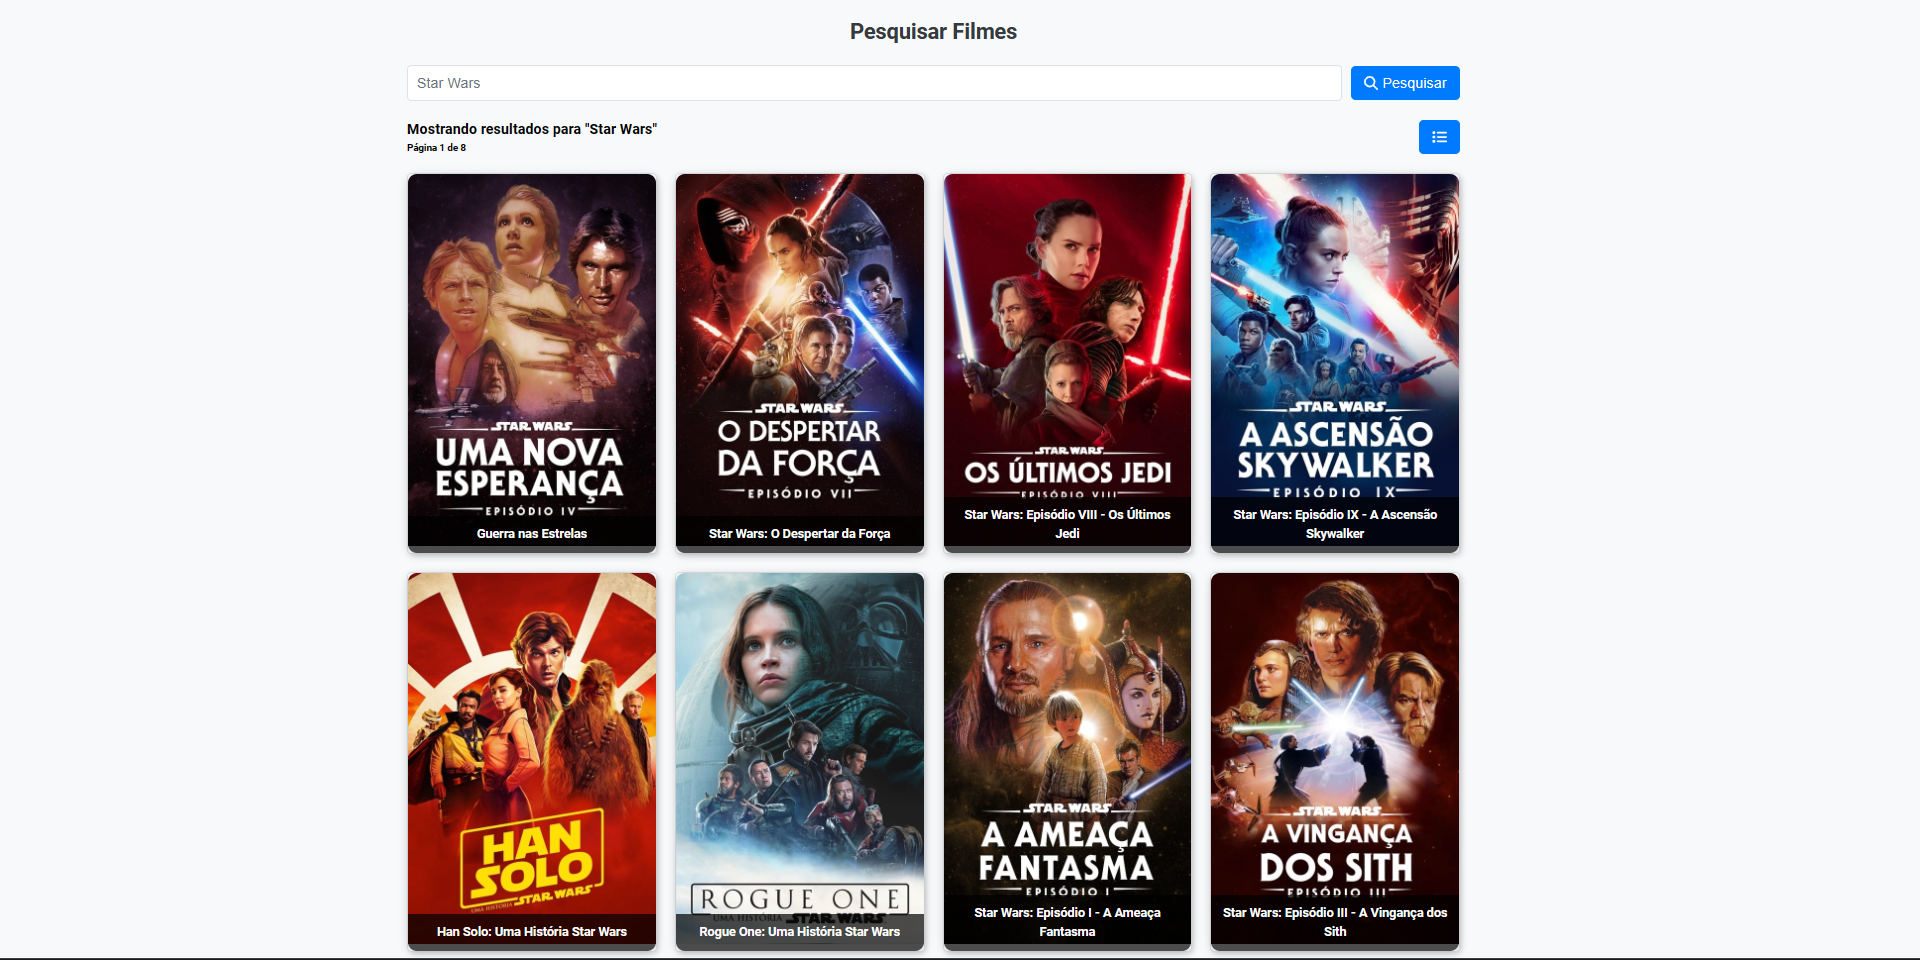 Pesquisar Filmes
Star Wars
Pesquisar
Mostrando resultados para "Star Wars"
Página 1 de 8
STAR WARS
UMA NOVA
ESPERANÇA
EPISÓDIO IV
Guerra nas Estrelas
STAR WARS
O DESPERTAR
DA FORÇA
EPISÓDIO VII
Star Wars: O Despertar da Força
STAR WARS
OS ÚLTIMOS JEDI
EPISÓDIO VIII
Star Wars: Episódio VIII - Os Últimos
Jedi
STAR WARS
A ASCENSÃO
SKYWALKER
EPISÓDIO IX
Star Wars: Episódio IX - A Ascensão
Skywalker
HAN
SOLO
UMA HISTÓRIA STAR WARS
Han Solo: Uma História Star Wars
ROGUE ONE
UMA HISTÓRIA STAR WARS
Rogue One: Uma História Star Wars
STAR WARS
A AMEAÇA
FANTASMA
EPISÓDIO I
Star Wars: Episódio I - A Ameaça
Fantasma
STAR WARS
A VINGANÇA
DOS SITH
EPISÓDIO III
Star Wars: Episódio III - A Vingança dos
Sith